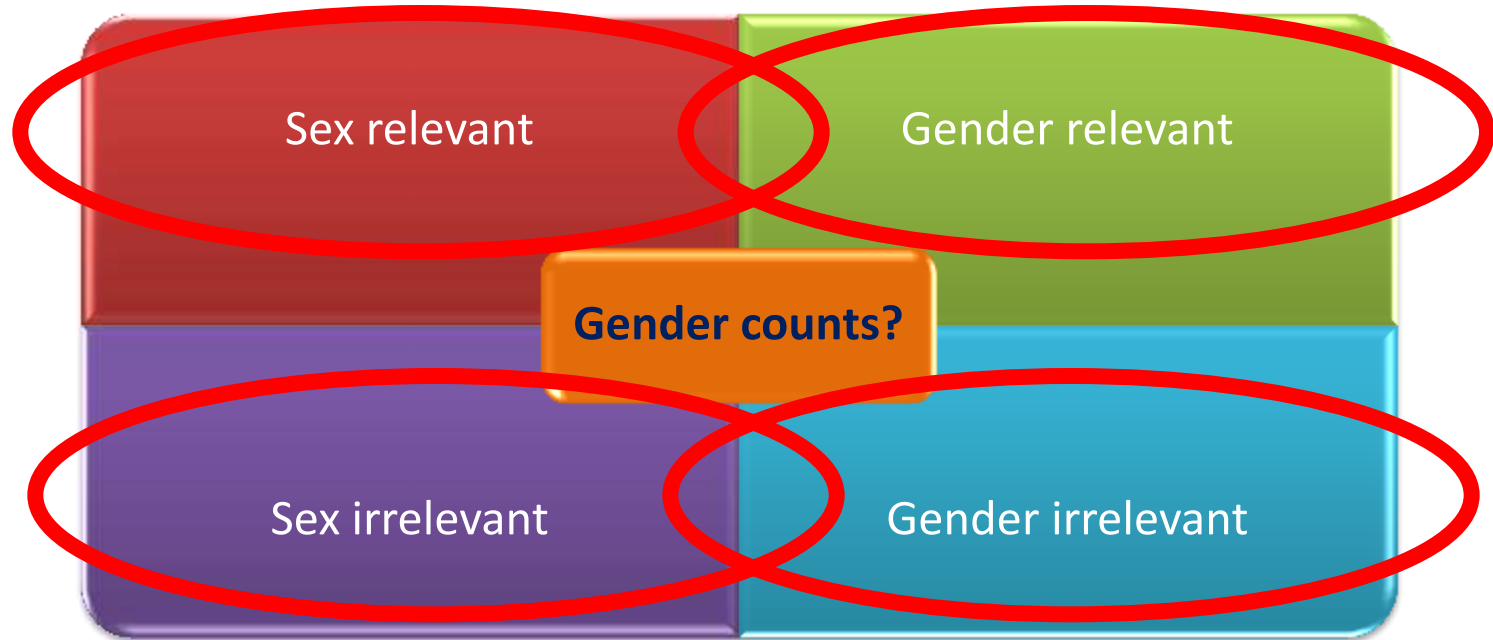 Sex relevant
Gender relevant
Gender counts?
Sex irrelevant
Gender irrelevant